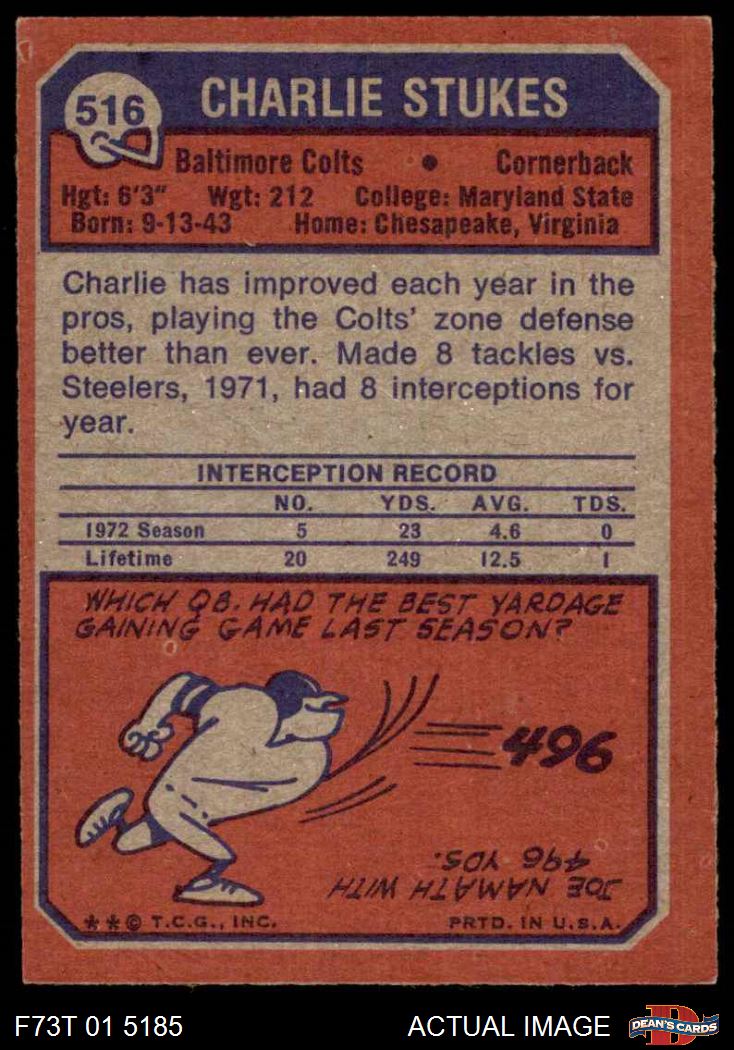 516
CHARLIE STUKES
Baltimore Colts • Cornerback
Hgt: 6'3" Wgt: 212 College: Maryland State
Born: 9-13-43 Home: Chesapeake, Virginia
Charlie has improved each year in the
pros, playing the Colts' zone defense
better than ever. Made 8 tackles vs.
Steelers, 1971, had 8 interceptions for
year.
INTERCEPTION RECORD
NO. YDS. AVG. TDS.
1972 Season 5 23 4.6 0
Lifetime 20 249 12.5 1
WHICH QB. HAD THE BEST YARDAGE
GAINING GAME LAST SEASON?
496
JOE NAMATH WITH
496 YDS.
**© T.C.G., INC. PRTD. IN U.S.A.
F73T 01 5185 ACTUAL IMAGE
D
DEAN'S CARDS